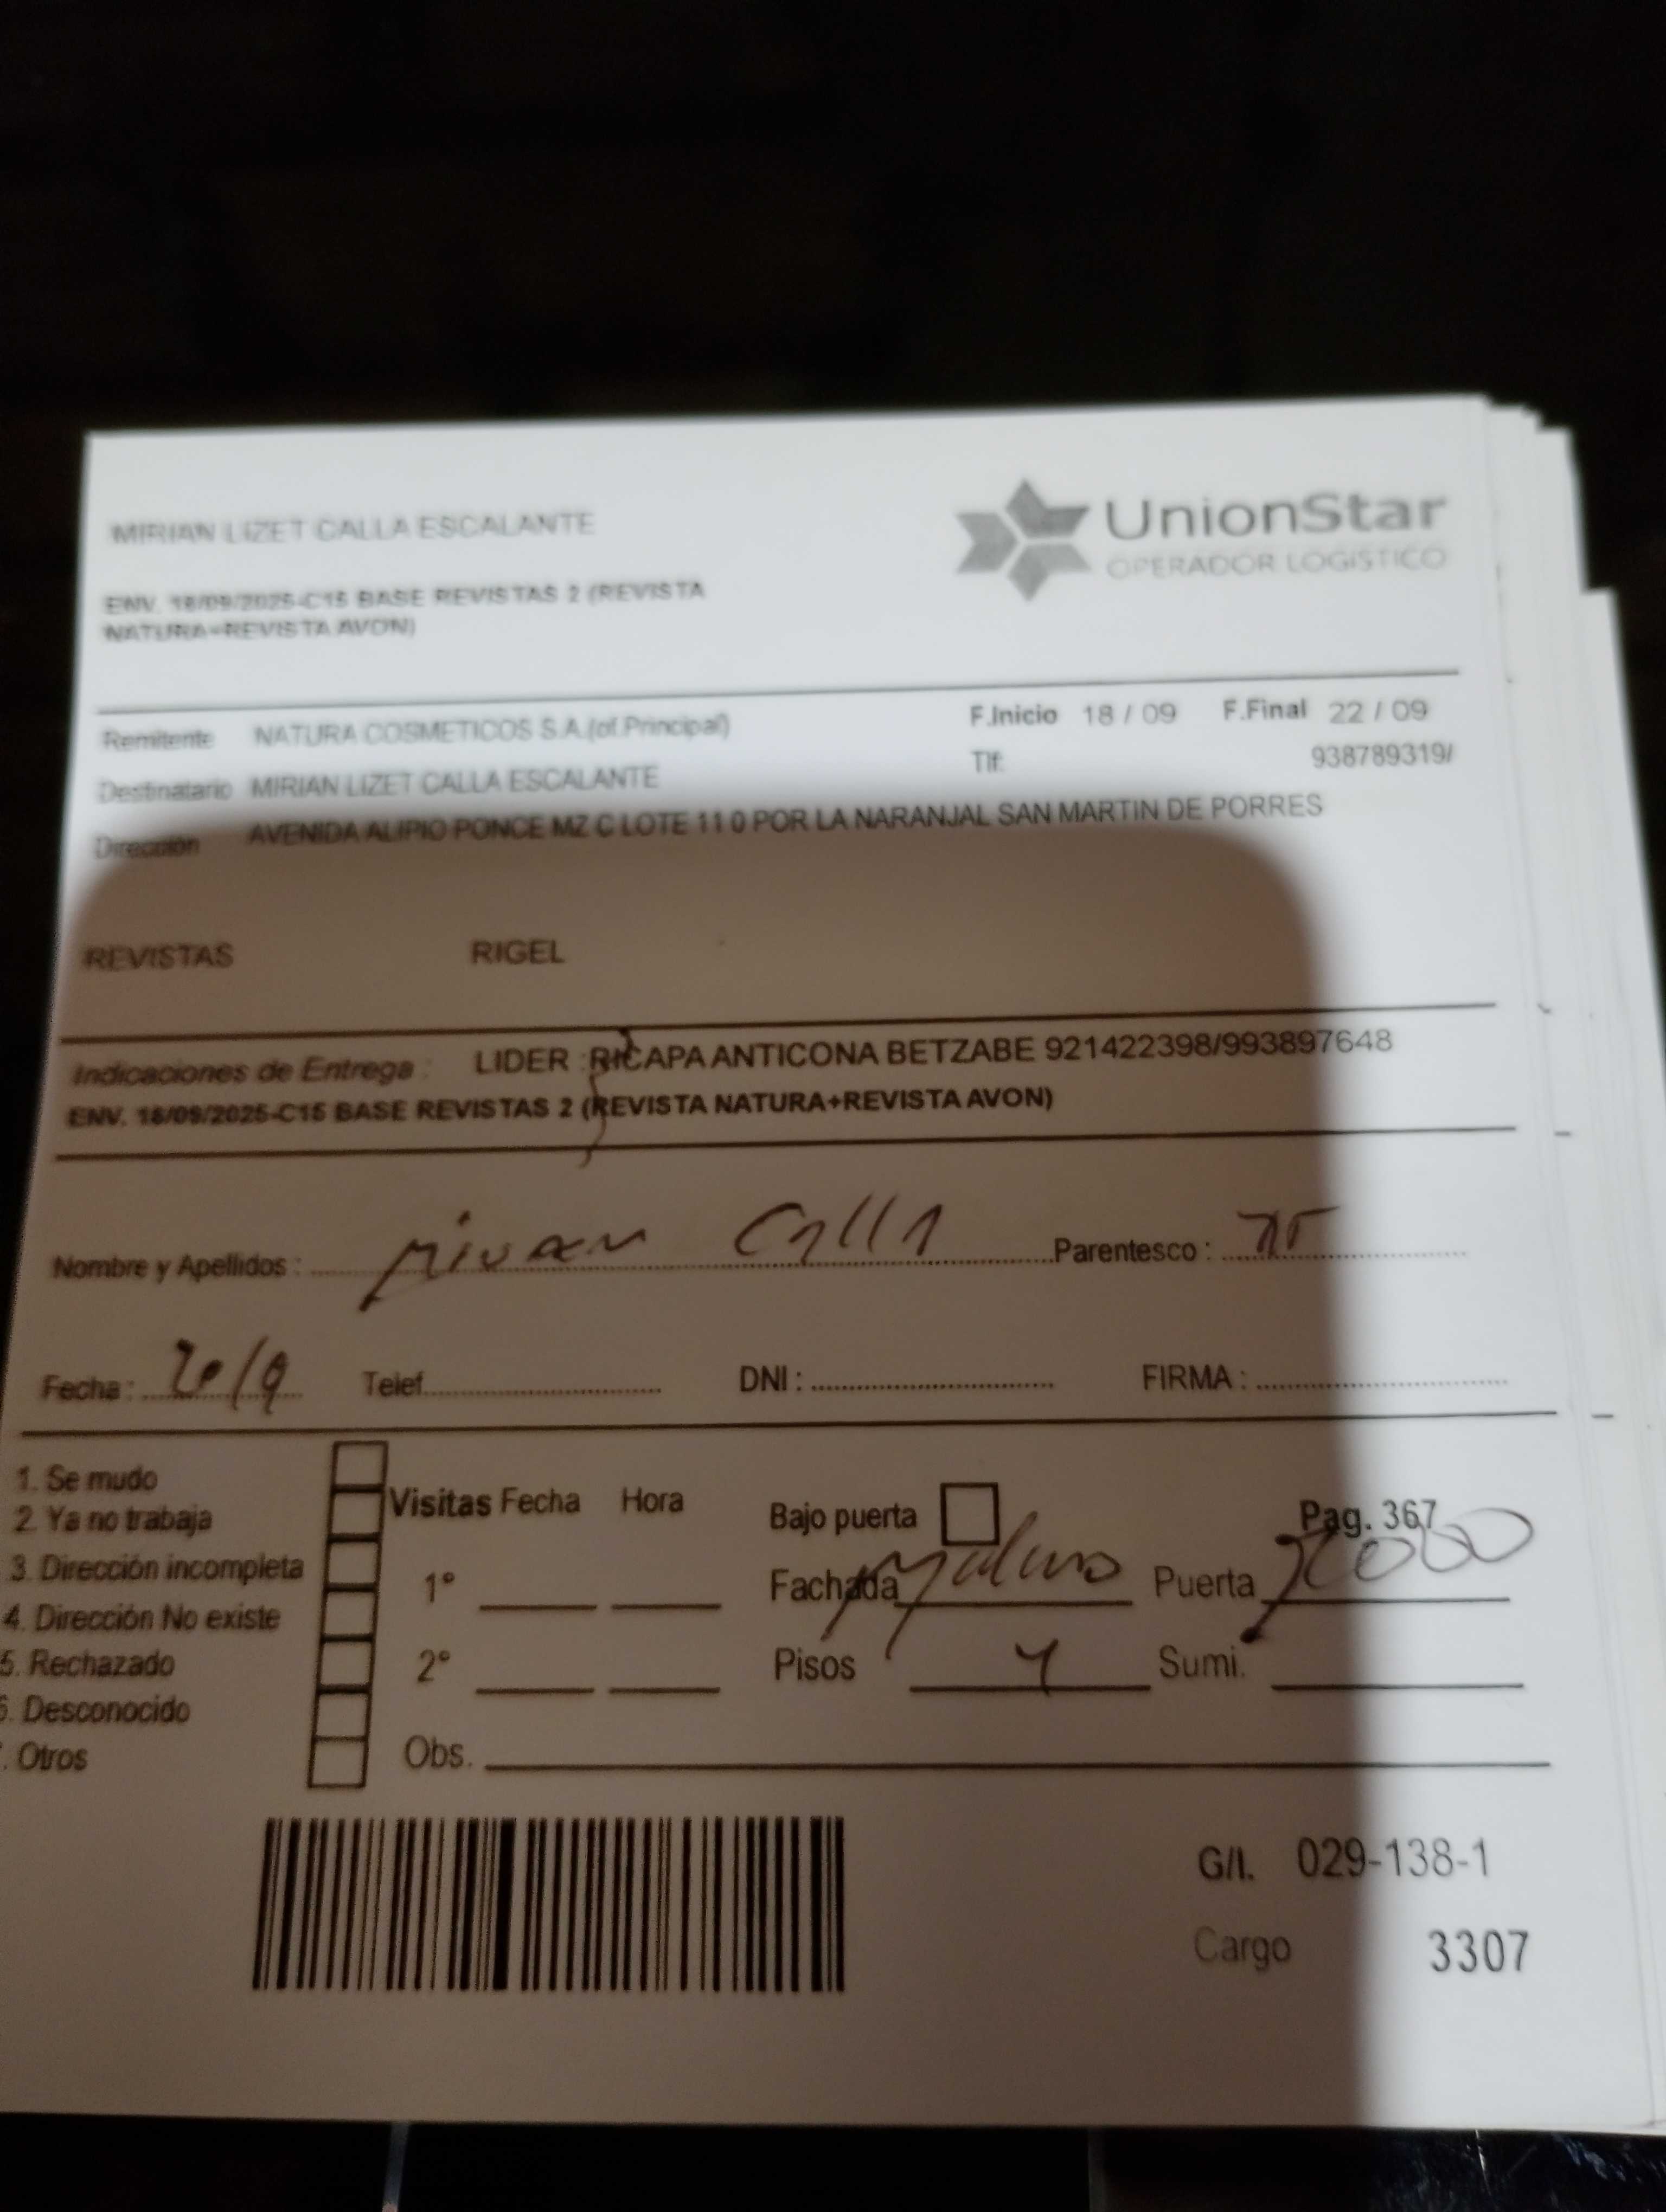 MIRIAN LIZET CALLA ESCALANTE
UnionStar
OPERADOR LOGISTICO
ENV. 18/09/2025-C15 BASE REVISTAS 2 (REVISTA
NATURA+REVISTA AVON)
Remitente NATURA COSMETICOS S.A.(of.Principal) F.Inicio 18 / 09 F.Final 22 / 09
Destinatario MIRIAN LIZET CALLA ESCALANTE Tlf: 938789319/
Dirección AVENIDA ALIPIO PONCE MZ C LOTE 11 0 POR LA NARANJAL SAN MARTIN DE PORRES
REVISTAS RIGEL
Indicaciones de Entrega : LIDER : RICAPA ANTICONA BETZABE 921422398/993897648
ENV. 18/09/2025-C15 BASE REVISTAS 2 (REVISTA NATURA+REVISTA AVON)
Nombre y Apellidos : Calla Parentesco :
Fecha : 20/9 Telef. DNI : FIRMA :
1. Se mudo
2. Ya no trabaja
3. Dirección incompleta
4. Dirección No existe
5. Rechazado
6. Desconocido
. Otros
Visitas Fecha Hora
1°
2°
Obs.
Bajo puerta Pag. 367
Fachada Puerta
Pisos 4 Sumi.
G/I. 029-138-1
Cargo 3307